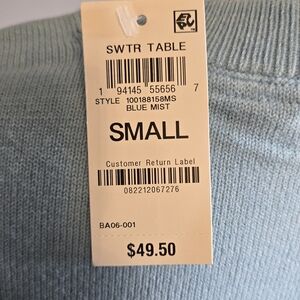 SWTR TABLE
1 94145 55656 7
STYLE 100188158MS
BLUE MIST
SMALL
Customer Return Label
082212067276
BA06-001
$49.50